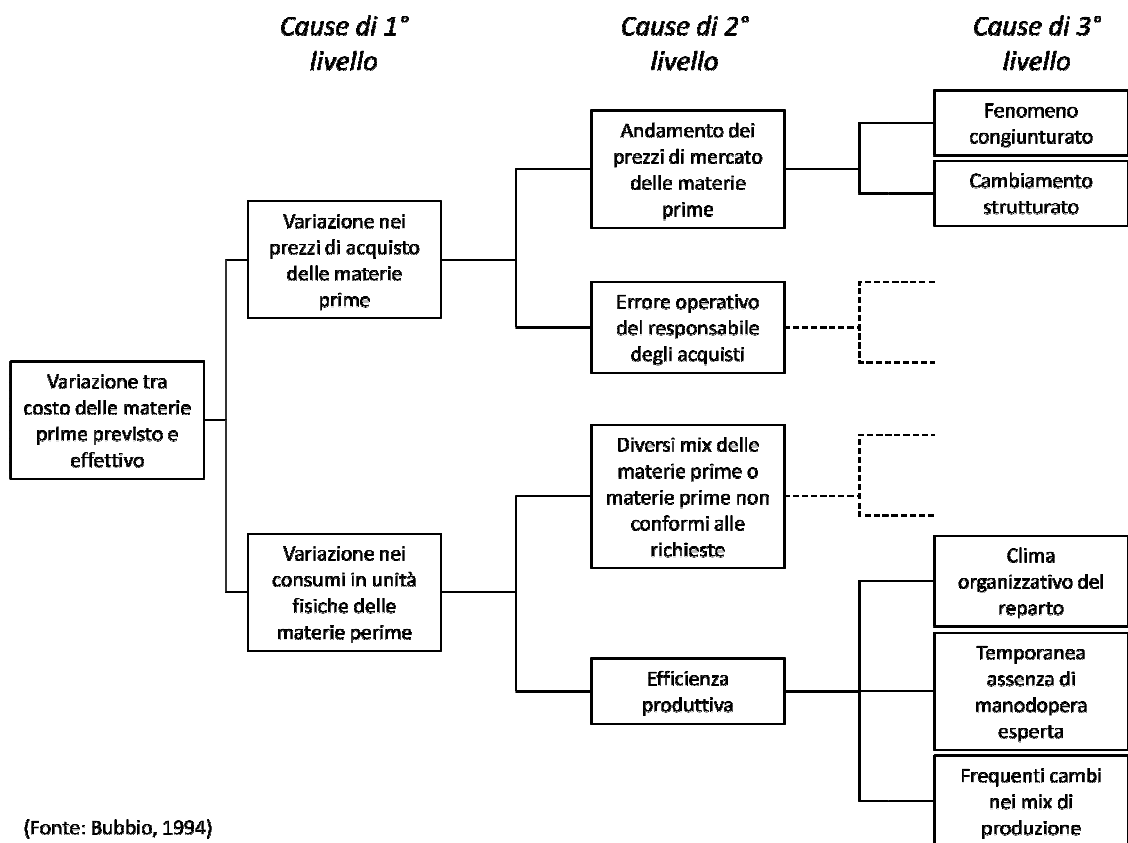 Cause di 1°
livello
Cause di 2°
livello
Cause di 3°
livello
Variazione tra
costo delle materie
prime previsto e
effettivo
Variazione nei
prezzi di acquisto
delle materie
prime
Variazione nei
consumi in unità
fisiche delle
materie perime
Andamento dei
prezzi di mercato
delle materie
prime
Errore operativo
del responsabile
degli acquisti
Diversi mix delle
materie prime o
materie prime non
conformi alle
richieste
Efficienza
produttiva
Fenomeno
congiunturato
Cambiamento
strutturato
Clima
organizzativo del
reparto
Temporanea
assenza di
manodopera
esperta
Frequenti cambi
nei mix di
produzione
(Fonte: Bubbio, 1994)